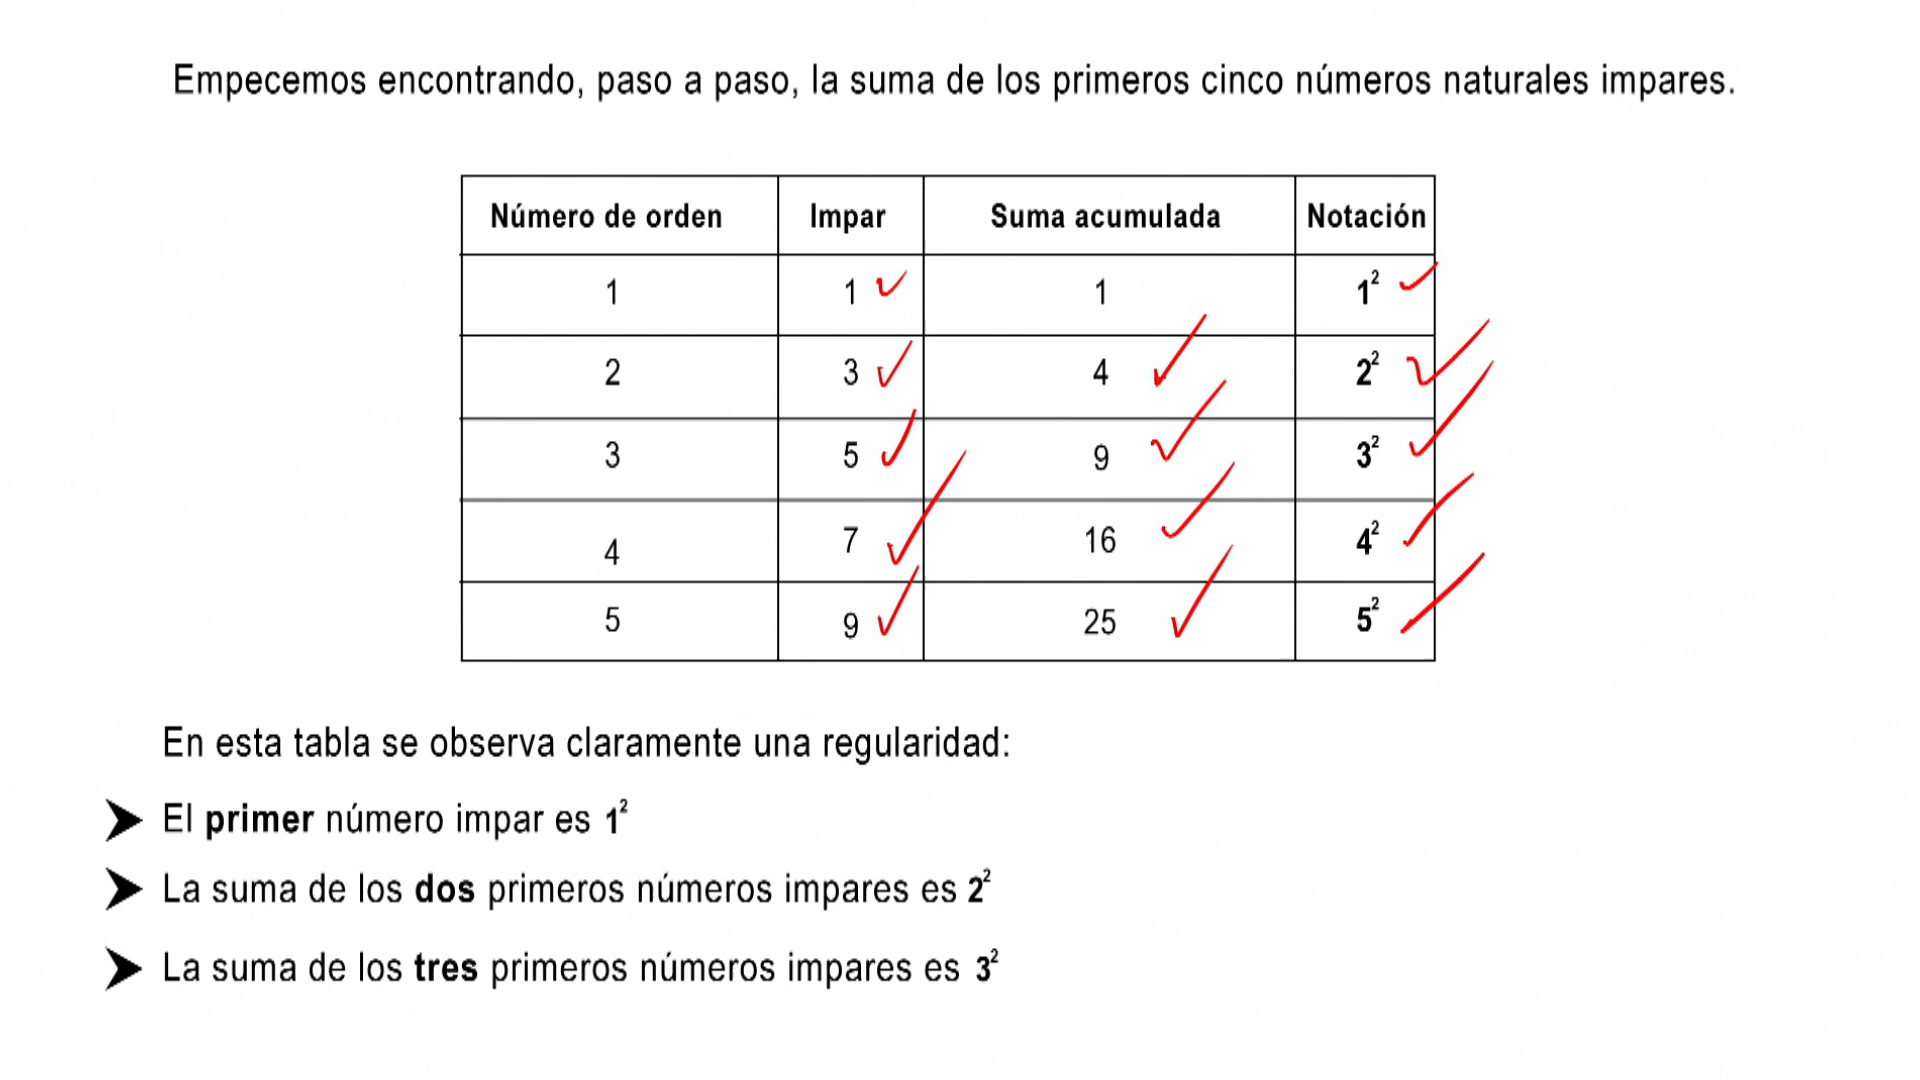 Empecemos encontrando, paso a paso, la suma de los primeros cinco números naturales impares.
Número de orden Impar Suma acumulada Notación
1 1 1 1²
2 3 4 2²
3 5 9 3²
4 7 16 4²
5 9 25 5²
En esta tabla se observa claramente una regularidad:
El primer número impar es 1²
La suma de los dos primeros números impares es 2²
La suma de los tres primeros números impares es 3²